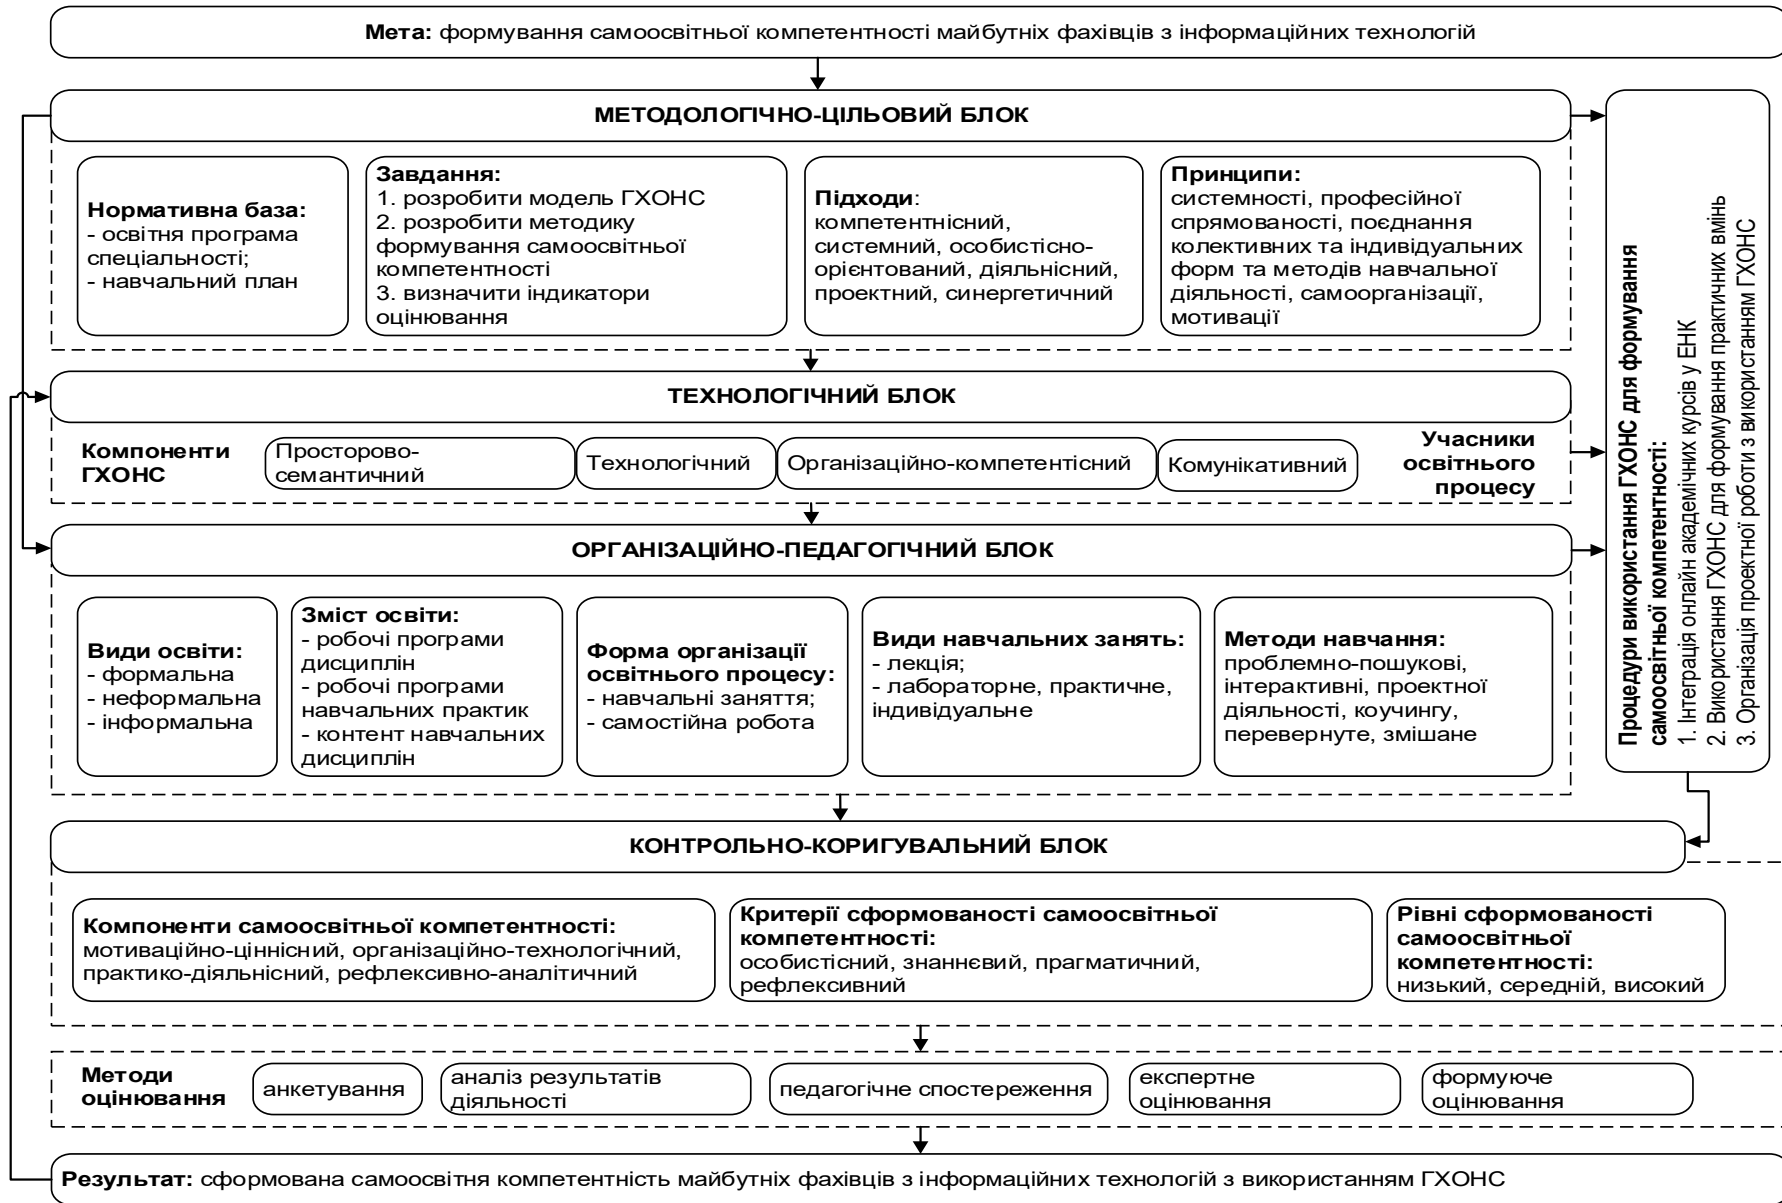 Мета: формування самоосвітньої компетентності майбутніх фахівців з інформаційних технологій
МЕТОДОЛОГІЧНО-ЦІЛЬОВИЙ БЛОК
Нормативна база:
- освітня програма
спеціальності;
- навчальний план
Завдання:
1. розробити модель ГХОНС
2. розробити методику
формування самоосвітньої
компетентності
3. визначити індикатори
оцінювання
Підходи:
компетентнісний,
системний, особистісно-
орієнтований, діяльнісний,
проектний, синергетичний
Принципи:
системності, професійної
спрямованості, поєднання
колективних та індивідуальних
форм та методів навчальної
діяльності, самоорганізації,
мотивації
ТЕХНОЛОГІЧНИЙ БЛОК
Компоненти
ГХОНС
Просторово-
семантичний
Технологічний
Організаційно-компетентісний
Комунікативний
Учасники
освітнього
процесу
ОРГАНІЗАЦІЙНО-ПЕДАГОГІЧНИЙ БЛОК
Види освіти:
- формальна
- неформальна
- інформальна
Зміст освіти:
- робочі програми
дисциплін
- робочі програми
навчальних практик
- контент навчальних
дисциплін
Форма організації
освітнього процесу:
- навчальні заняття;
- самостійна робота
Види навчальних занять:
- лекція;
- лабораторне, практичне,
індивідуальне
Методи навчання:
проблемно-пошукові,
інтерактивні, проектної
діяльності, коучингу,
перевернуте, змішане
Процедури використання ГХОНС для формування
самоосвітньої компетентності:
1. Інтеграція онлайн академічних курсів у ЕНК
2. Використання ГХОНС для формування практичних вмінь
3. Організація проектної роботи з використанням ГХОНС
КОНТРОЛЬНО-КОРИГУВАЛЬНИЙ БЛОК
Компоненти самоосвітньої компетентності:
мотиваційно-ціннісний, організаційно-технологічний,
практико-діяльнісний, рефлексивно-аналітичний
Критерії сформованості самоосвітньої
компетентності:
особистісний, знаннєвий, прагматичний,
рефлексивний
Рівні сформованості
самоосвітньої
компетентності:
низький, середній, високий
Методи
оцінювання
анкетування
аналіз результатів
діяльності
педагогічне спостереження
експертне
оцінювання
формуюче
оцінювання
Результат: сформована самоосвітня компетентність майбутніх фахівців з інформаційних технологій з використанням ГХОНС